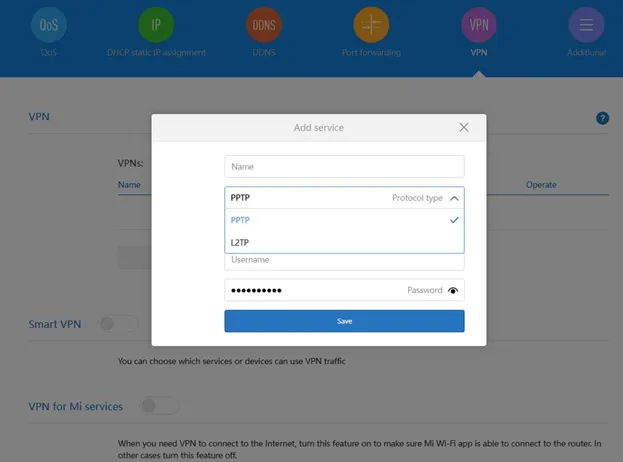 QoS IP DDNS VPN
QoS DHCP static IP assignment DDNS Port forwarding VPN Additional
VPN ?
Add service
VPNs:
Name
Name Operate
PPTP Protocol type
PPTP
L2TP
Username
Password
Save
Smart VPN
You can choose which services or devices can use VPN traffic
VPN for Mi services
When you need VPN to connect to the Internet, turn this feature on to make sure Mi Wi-Fi app is able to connect to the router. In
other cases turn this feature off.